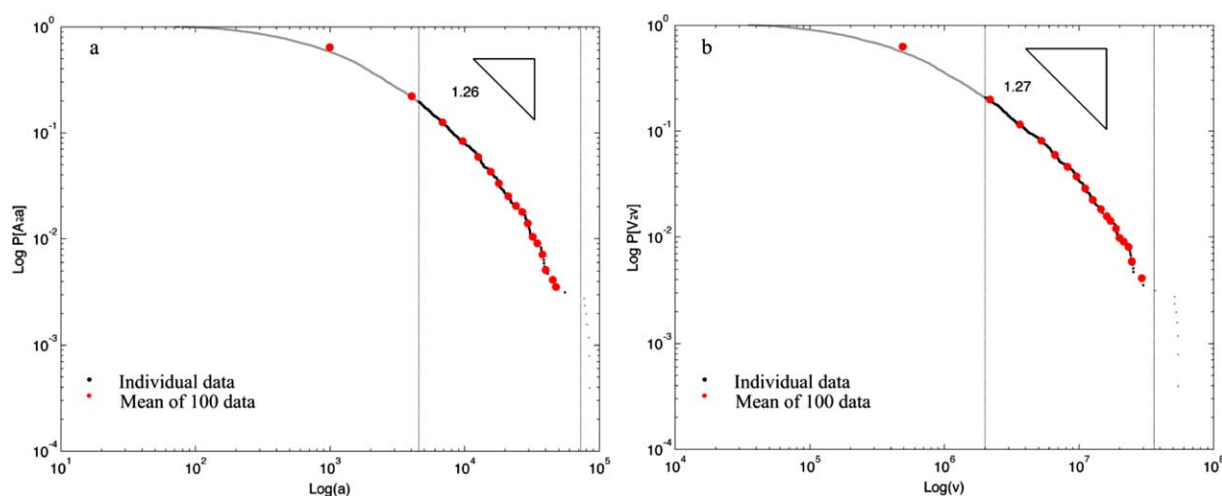 a
10^0
10^-1
10^-2
10^-3
10^-4
Log P[A≥a]
1.26
Individual data
Mean of 100 data
10^1
10^2
10^3
10^4
10^5
Log(a)
b
10^0
10^-1
10^-2
10^-3
10^-4
Log P[V≥v]
1.27
Individual data
Mean of 100 data
10^4
10^5
10^6
10^7
10^8
Log(v)